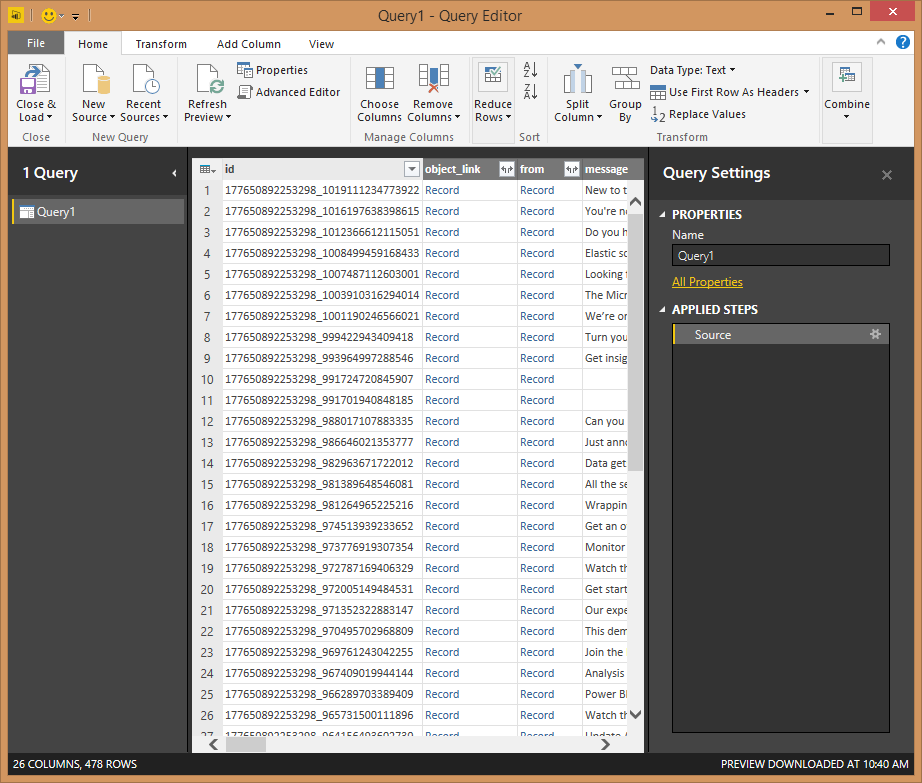 Query1 - Query Editor
File Home Transform Add Column View
Close & Load
New Source
Recent Sources
Refresh Preview
Properties
Advanced Editor
Choose Columns
Remove Columns
Reduce Rows
Split Column
Group By
Data Type: Text
Use First Row As Headers
Replace Values
Combine
Close New Query Manage Columns Sort Transform
1 Query
Query1
id object_link from message
1 177650892253298_1019111234773922 Record Record New to t
2 177650892253298_1016197638398615 Record Record You're n
3 177650892253298_1012366612115051 Record Record Do you h
4 177650892253298_1008499459168433 Record Record Elastic sc
5 177650892253298_1007487112603001 Record Record Looking
6 177650892253298_1003910316294014 Record Record The Micr
7 177650892253298_1001190246566021 Record Record We're or
8 177650892253298_999422943409418 Record Record Turn you
9 177650892253298_993964997288546 Record Record Get insig
10 177650892253298_991724720845907 Record Record
11 177650892253298_991701940848185 Record Record
12 177650892253298_988017107883335 Record Record Can you
13 177650892253298_986646021353777 Record Record Just anno
14 177650892253298_982963671722012 Record Record Data get
15 177650892253298_981389648546081 Record Record All the se
16 177650892253298_981264965225216 Record Record Wrappin
17 177650892253298_974513939233652 Record Record Get an o
18 177650892253298_973776919307354 Record Record Monitor
19 177650892253298_972787169406329 Record Record Watch th
20 177650892253298_972005149484531 Record Record Get start
21 177650892253298_971352322883147 Record Record Our expe
22 177650892253298_970495702968809 Record Record This dem
23 177650892253298_969761243042255 Record Record Join the
24 177650892253298_967409019944144 Record Record Analysis
25 177650892253298_966289703389409 Record Record Power BI
26 177650892253298_965731500111896 Record Record Watch th
Query Settings
PROPERTIES
Name
Query1
All Properties
APPLIED STEPS
Source
26 COLUMNS, 478 ROWS
PREVIEW DOWNLOADED AT 10:40 AM